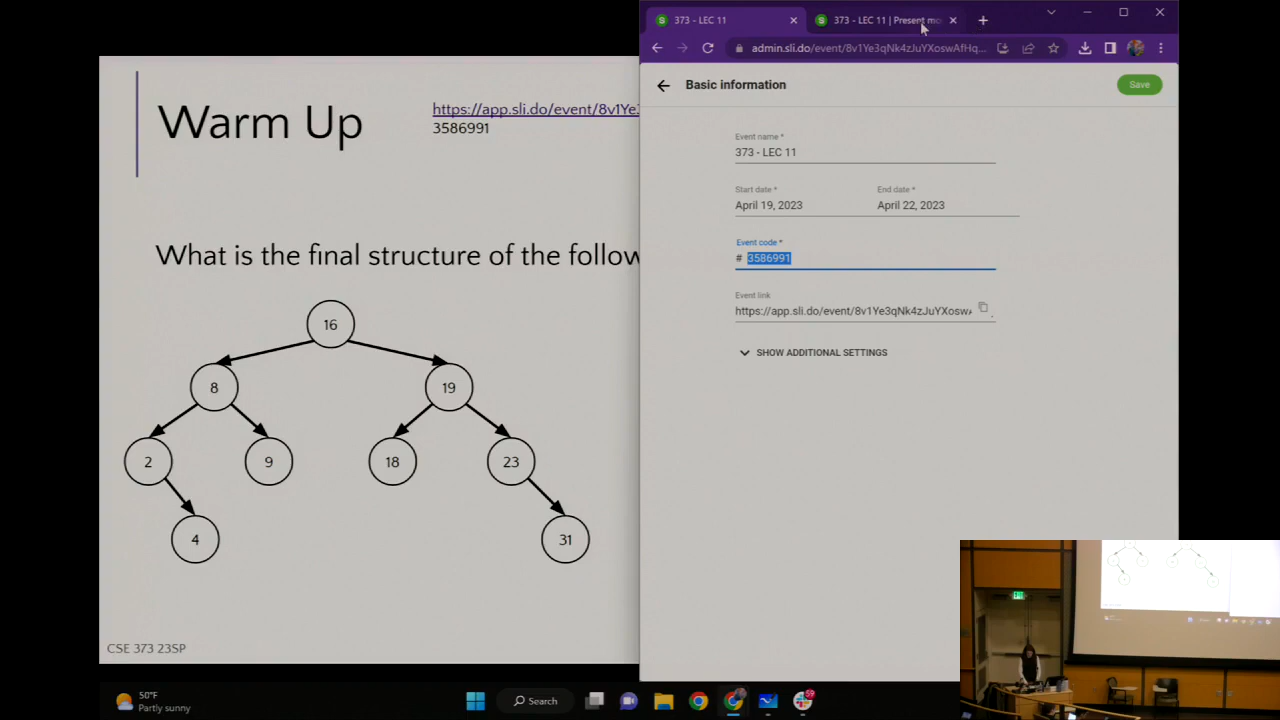 373 - LEC 11
373 - LEC 11 | Present mo
admin.sli.do/event/8v1Ye3qNk4zJuYXoswAfHq...
Basic information
Save
Event name *
373 - LEC 11
Start date *
End date *
April 19, 2023
April 22, 2023
Event code *
# 3586991
Event link
https://app.sli.do/event/8v1Ye3qNk4zJuYXosw
SHOW ADDITIONAL SETTINGS
Warm Up
https://app.sli.do/event/8v1Ye
3586991
What is the final structure of the follow
16
8
19
2
9
18
23
4
31
CSE 373 23SP
50°F
Partly sunny
Search
59